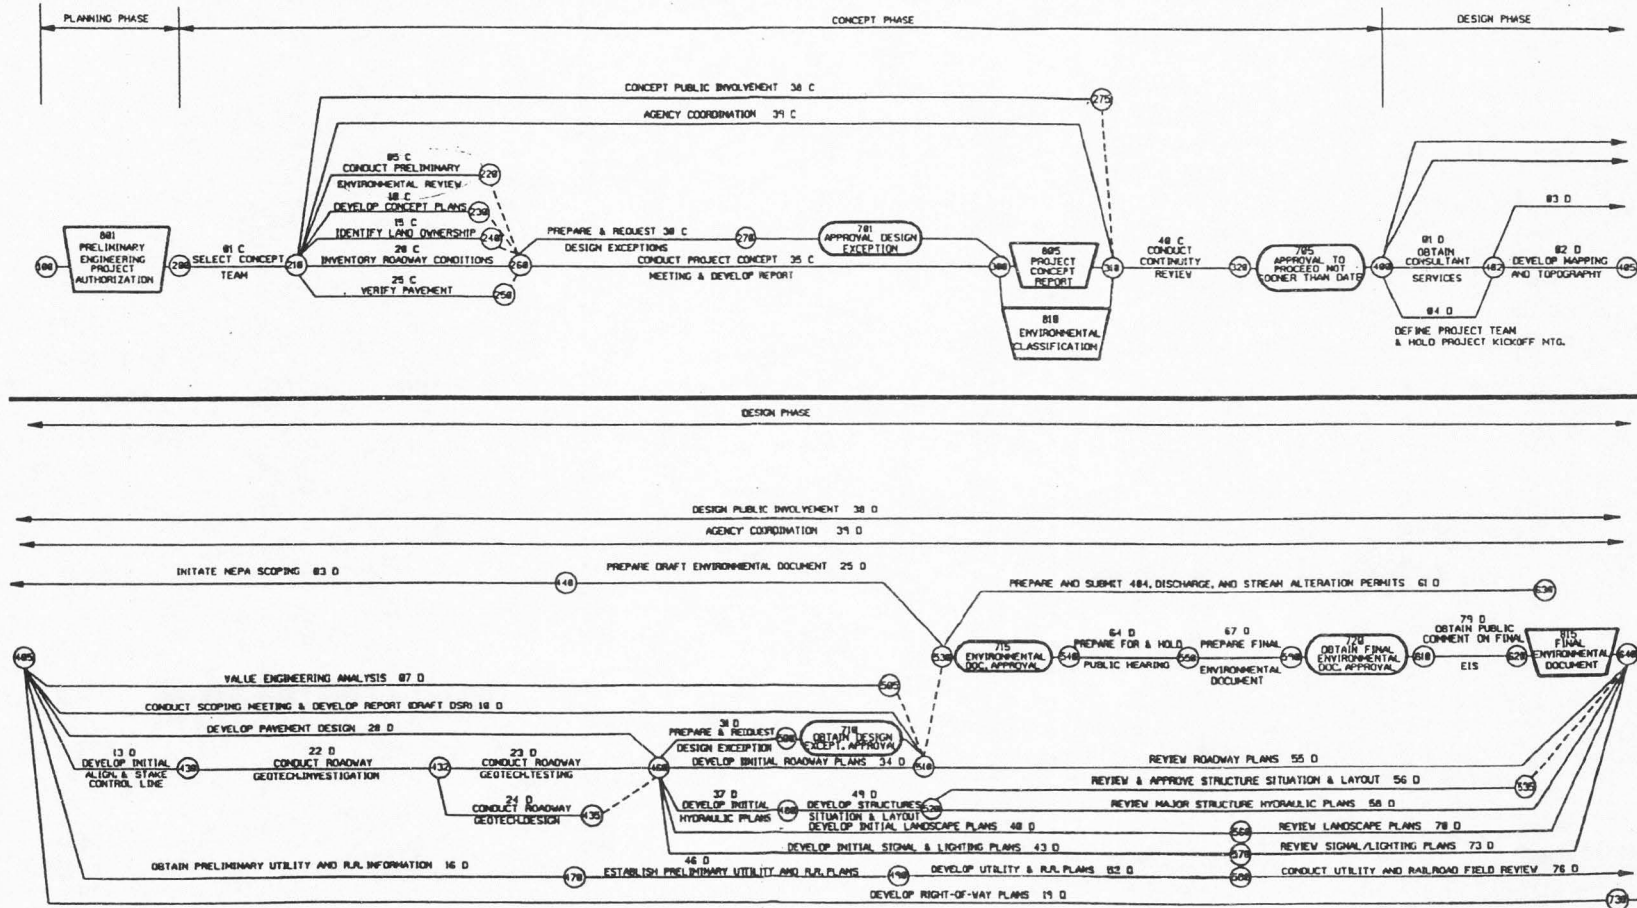 PLANNING PHASE
CONCEPT PHASE
DESIGN PHASE
CONCEPT PUBLIC INVOLVEMENT 38 C
275
AGENCY COORDINATION 39 C
05 C
CONDUCT PRELIMINARY
220
ENVIRONMENTAL REVIEW
10 C
DEVELOP CONCEPT PLANS
230
15 C
IDENTIFY LAND OWNERSHIP
240
20 C
INVENTORY ROADWAY CONDITIONS
25 C
VERIFY PAVEMENT
250
801
PRELIMINARY
ENGINEERING
PROJECT
AUTHORIZATION
100
200
01 C
SELECT CONCEPT
TEAM
210
260
PREPARE & REQUEST 30 C
DESIGN EXCEPTIONS
270
701
APPROVAL DESIGN
EXCEPTION
CONDUCT PROJECT CONCEPT 35 C
MEETING & DEVELOP REPORT
300
805
PROJECT
CONCEPT
REPORT
310
810
ENVIRONMENTAL
CLASSIFICATION
40 C
CONDUCT
CONTINUITY
REVIEW
320
705
APPROVAL TO
PROCEED NOT
SOONER THAN DATE
400
03 D
01 D
OBTAIN
CONSULTANT
SERVICES
402
02 D
DEVELOP MAPPING
AND TOPOGRAPHY
405
04 D
DEFINE PROJECT TEAM
& HOLD PROJECT KICKOFF MTG.
DESIGN PHASE
DESIGN PUBLIC INVOLVEMENT 38 D
AGENCY COORDINATION 39 D
INITATE NEPA SCOPING 03 D
440
PREPARE DRAFT ENVIRONMENTAL DOCUMENT 25 D
PREPARE AND SUBMIT 404, DISCHARGE, AND STREAM ALTERATION PERMITS 61 D
630
405
530
715
ENVIRONMENTAL
DOC. APPROVAL
540
64 D
PREPARE FOR & HOLD
PUBLIC HEARING
550
67 D
PREPARE FINAL
ENVIRONMENTAL
DOCUMENT
590
720
OBTAIN FINAL
ENVIRONMENTAL
DOC. APPROVAL
610
79 D
OBTAIN PUBLIC
COMMENT ON FINAL
EIS
620
815
FINAL
ENVIRONMENTAL
DOCUMENT
640
VALUE ENGINEERING ANALYSIS 07 D
505
CONDUCT SCOPING MEETING & DEVELOP REPORT (DRAFT DSR) 10 D
DEVELOP PAVEMENT DESIGN 28 D
13 D
DEVELOP INITIAL
ALIGN. & STAKE
CONTROL LINE
430
22 D
CONDUCT ROADWAY
GEOTECH.INVESTIGATION
432
23 D
CONDUCT ROADWAY
GEOTECH.TESTING
460
24 D
CONDUCT ROADWAY
GEOTECH.DESIGN
435
31 D
PREPARE & REQUEST
DESIGN EXCEPTION
500
710
OBTAIN DESIGN
EXCEPT. APPROVAL
DEVELOP INITIAL ROADWAY PLANS 34 D
510
REVIEW ROADWAY PLANS 55 D
REVIEW & APPROVE STRUCTURE SITUATION & LAYOUT 56 D
535
37 D
DEVELOP INITIAL
HYDRAULIC PLANS
480
49 D
DEVELOP STRUCTURES
SITUATION & LAYOUT
520
REVIEW MAJOR STRUCTURE HYDRAULIC PLANS 58 D
DEVELOP INITIAL LANDSCAPE PLANS 40 D
560
REVIEW LANDSCAPE PLANS 70 D
DEVELOP INITIAL SIGNAL & LIGHTING PLANS 43 D
570
REVIEW SIGNAL/LIGHTING PLANS 73 D
OBTAIN PRELIMINARY UTILITY AND R.R. INFORMATION 16 D
470
46 D
ESTABLISH PRELIMINARY UTILITY AND R.R. PLANS
490
DEVELOP UTILITY & R.R. PLANS 52 D
580
CONDUCT UTILITY AND RAILROAD FIELD REVIEW 76 D
DEVELOP RIGHT-OF-WAY PLANS 19 D
730